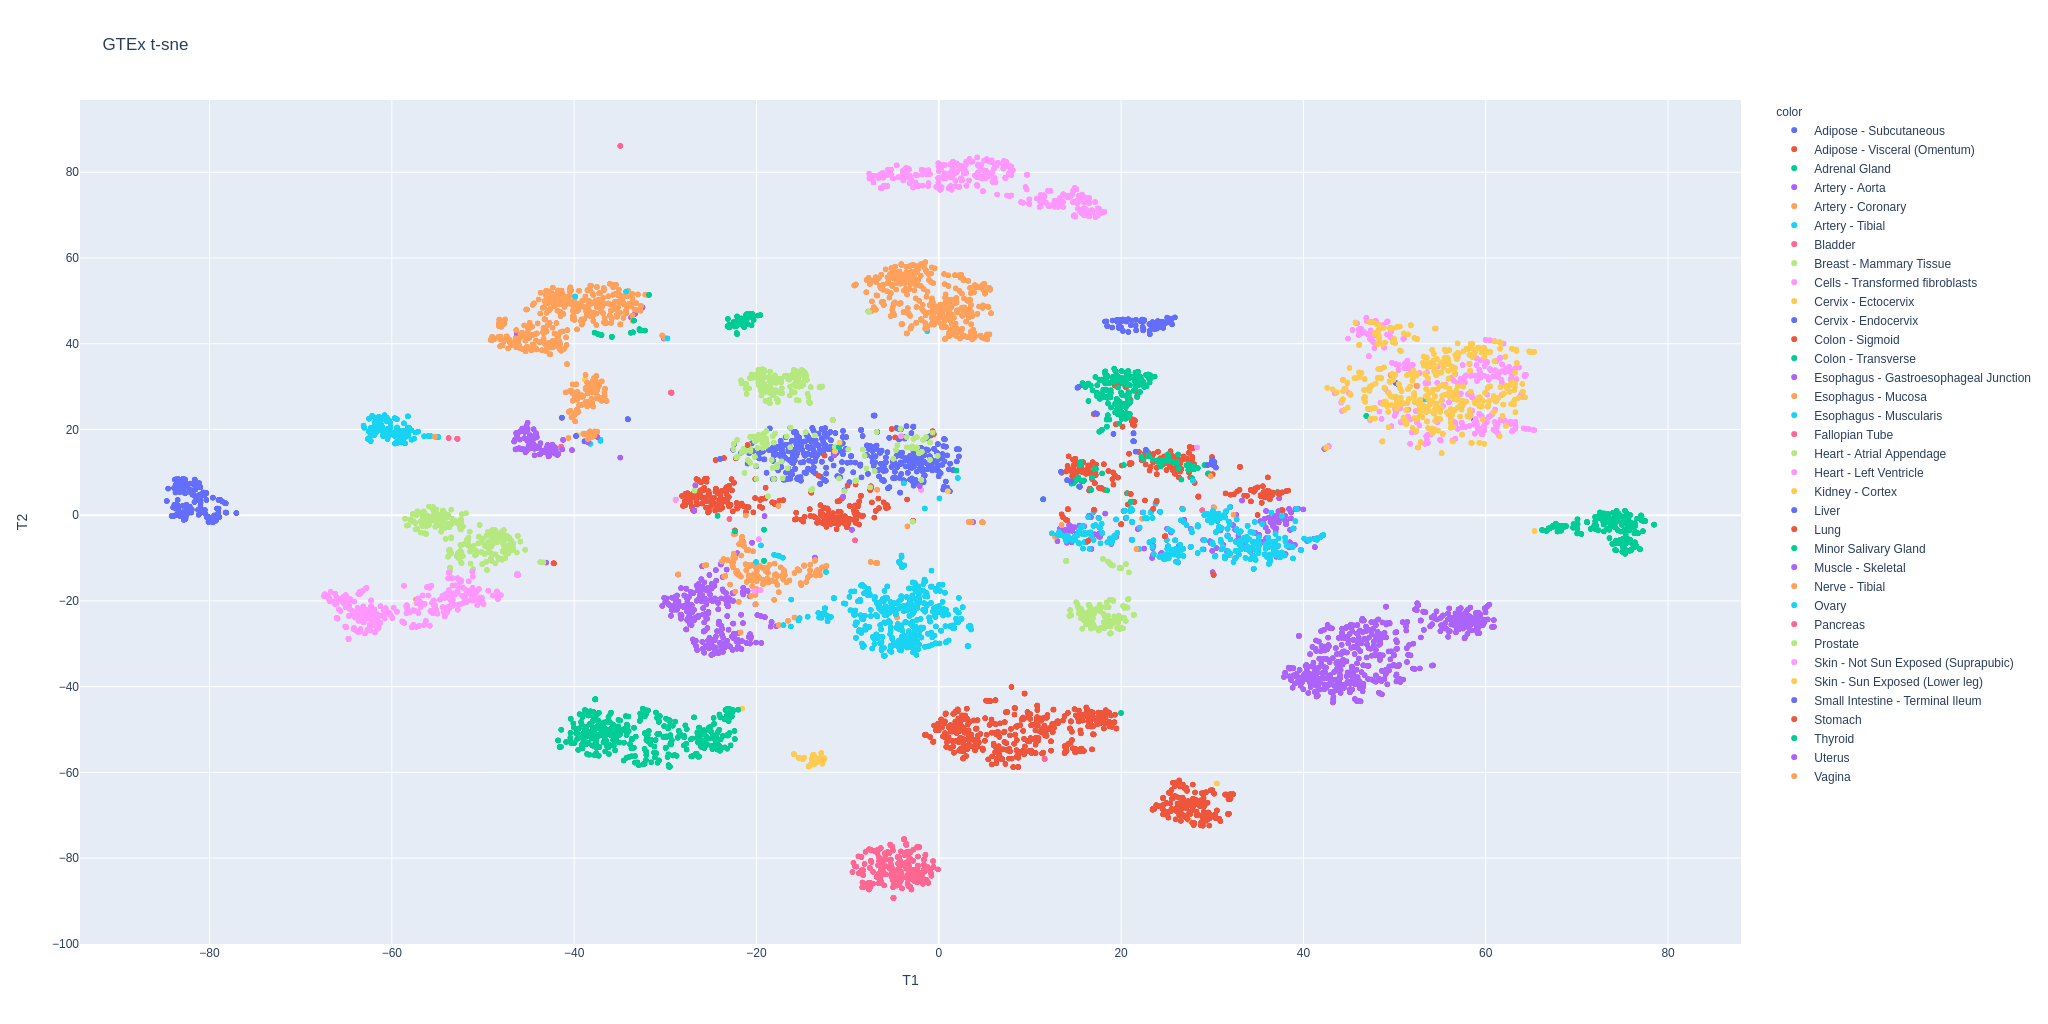 GTEx t-sne
color
Adipose - Subcutaneous
Adipose - Visceral (Omentum)
Adrenal Gland
Artery - Aorta
Artery - Coronary
Artery - Tibial
Bladder
Breast - Mammary Tissue
Cells - Transformed fibroblasts
Cervix - Ectocervix
Cervix - Endocervix
Colon - Sigmoid
Colon - Transverse
Esophagus - Gastroesophageal Junction
Esophagus - Mucosa
Esophagus - Muscularis
Fallopian Tube
Heart - Atrial Appendage
Heart - Left Ventricle
Kidney - Cortex
Liver
Lung
Minor Salivary Gland
Muscle - Skeletal
Nerve - Tibial
Ovary
Pancreas
Prostate
Skin - Not Sun Exposed (Suprapubic)
Skin - Sun Exposed (Lower leg)
Small Intestine - Terminal Ileum
Stomach
Thyroid
Uterus
Vagina
T2
80
60
40
20
0
−20
−40
−60
−80
−100
−80 −60 −40 −20 0 20 40 60 80
T1